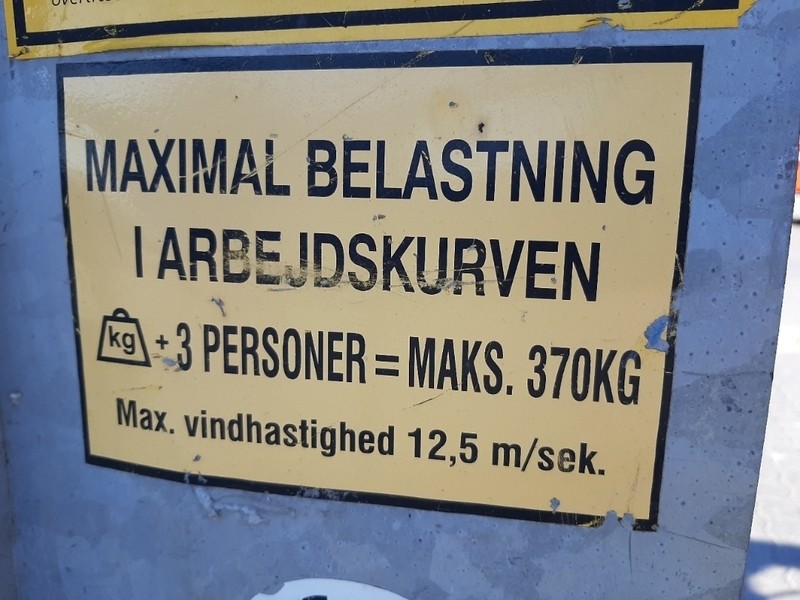 MAXIMAL BELASTNING
I ARBEJDSKURVEN
kg + 3 PERSONER = MAKS. 370KG
Max. vindhastighed 12,5 m/sek.